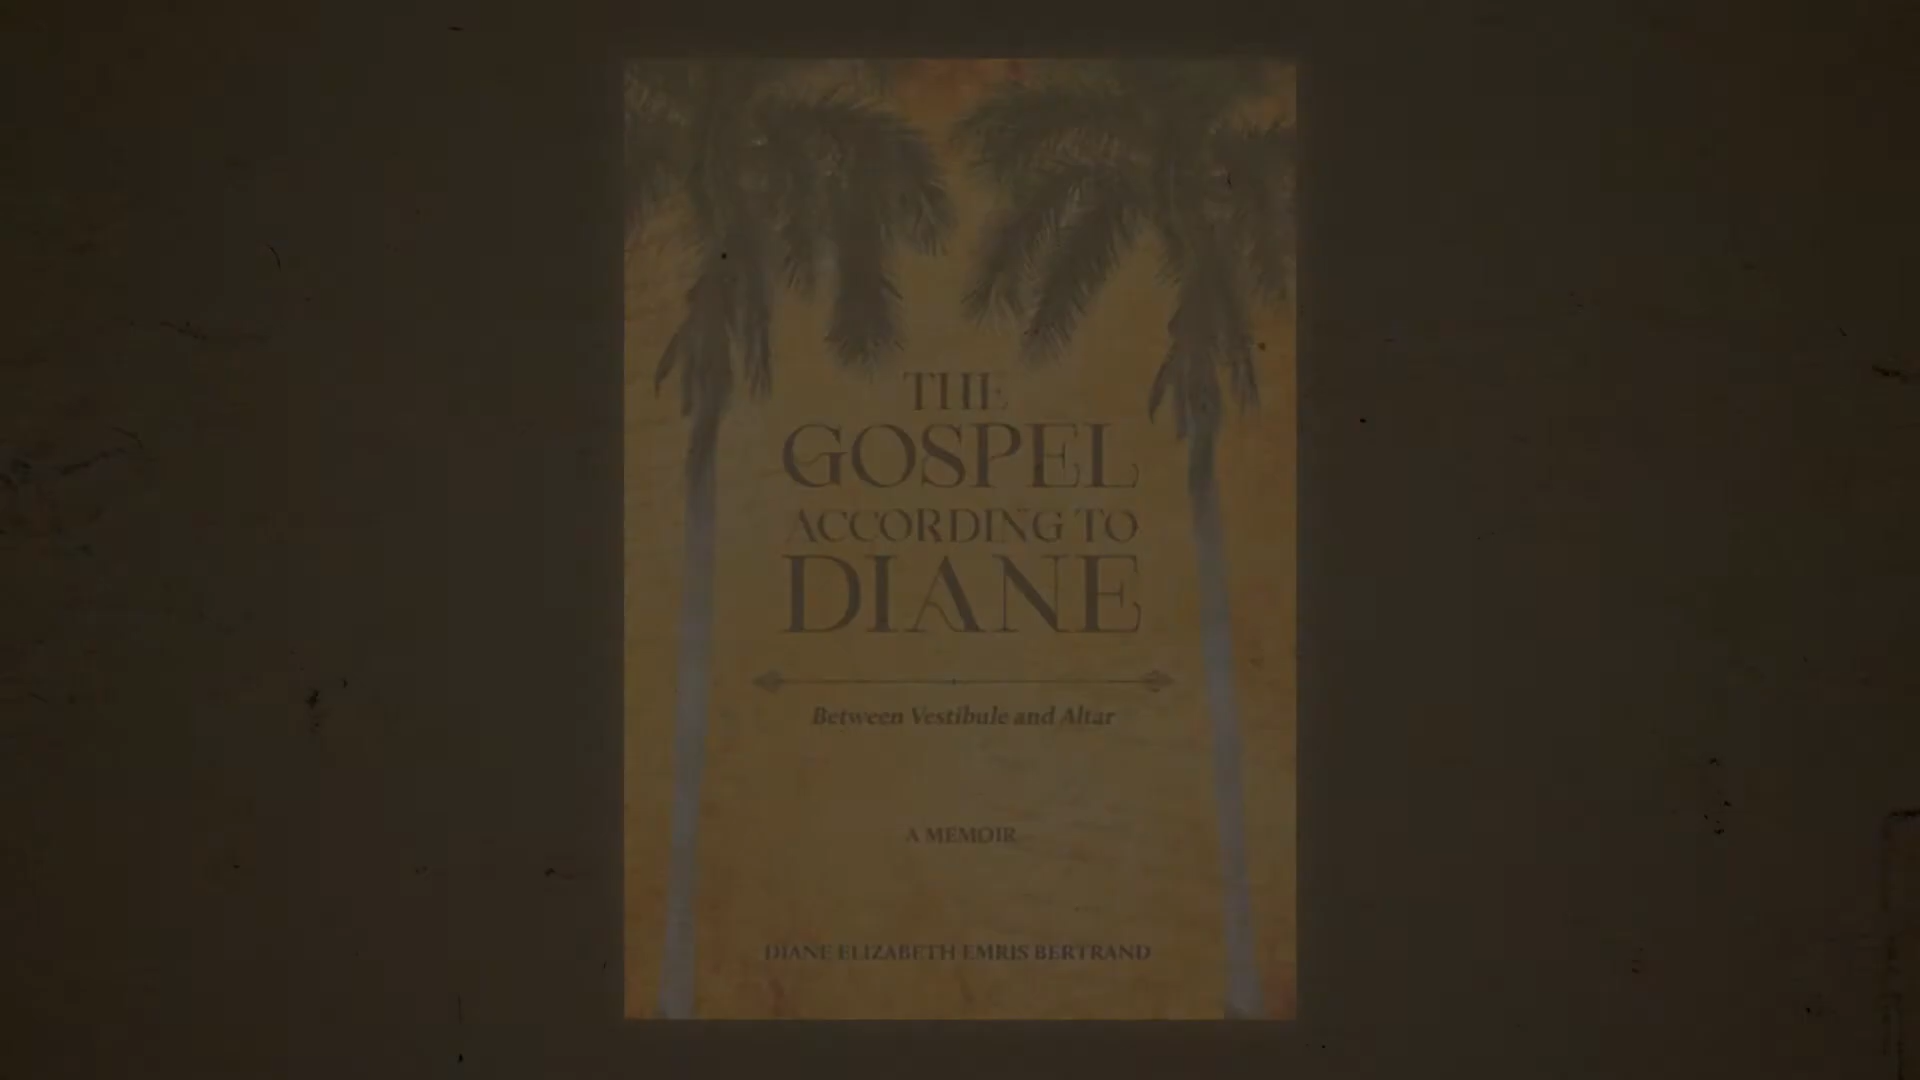 THE
GOSPEL
ACCORDING TO
DIANE
Between Vestibule and Altar
A MEMOIR
DIANE ELIZABETH EMRIS BERTRAND